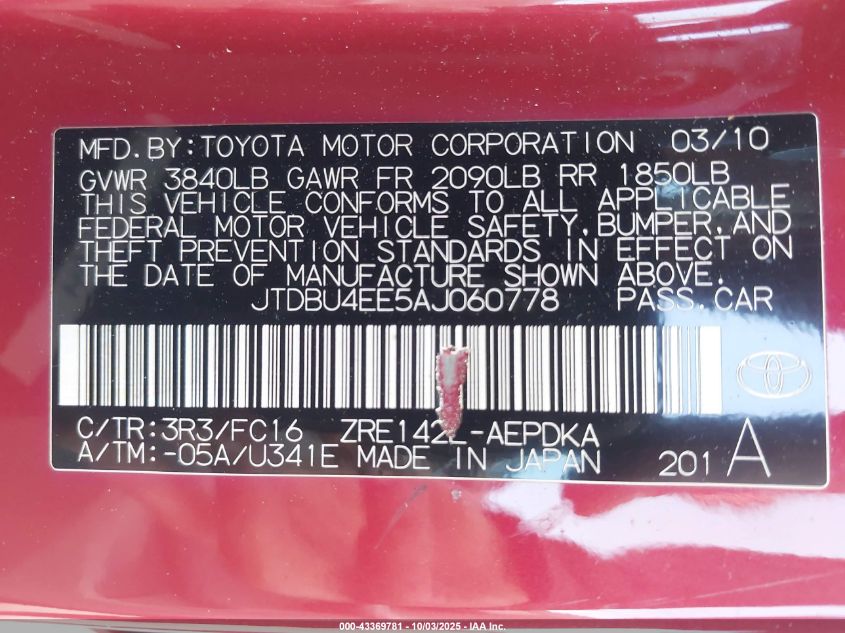 MFD.BY:TOYOTA MOTOR CORPORATION 03/10
GVWR 3840LB GAWR FR 2090LB RR 1850LB
THIS VEHICLE CONFORMS TO ALL APPLICABLE
FEDERAL MOTOR VEHICLE SAFETY,BUMPER,AND
THEFT PREVENTION STANDARDS IN EFFECT ON
THE DATE OF MANUFACTURE SHOWN ABOVE.
JTDBU4EE5AJ060778 PASS.CAR
C/TR:3R3/FC16 ZRE142L-AEPDKA
A/TM:-05A/U341E MADE IN JAPAN 201 A
000-43369781 - 10/03/2025 - IAA Inc.